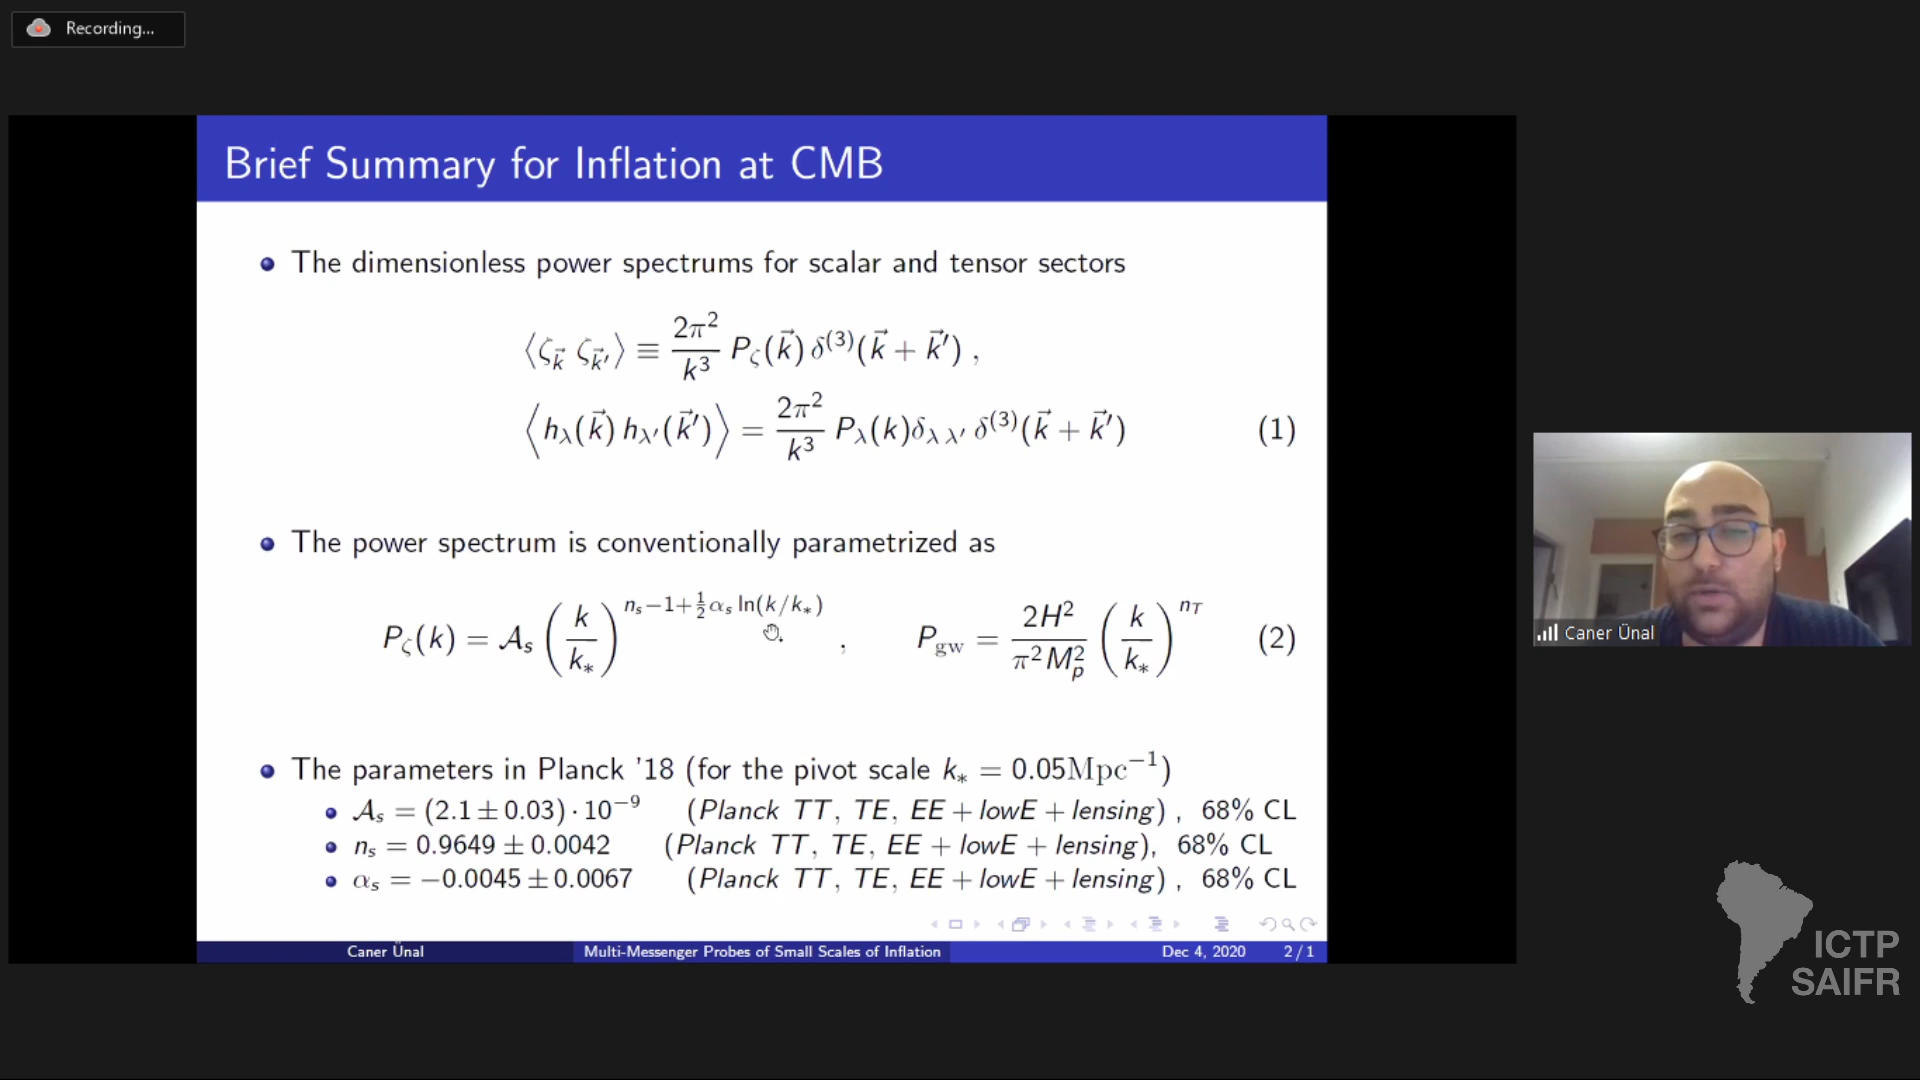 Recording...
Brief Summary for Inflation at CMB
The dimensionless power spectrums for scalar and tensor sectors
⟨ζ_k⃗ ζ_k⃗′⟩ ≡ 2π²/k³ P_ζ(k⃗) δ⁽³⁾(k⃗ + k⃗′) ,
⟨h_λ(k⃗) h_λ′(k⃗′)⟩ = 2π²/k³ P_λ(k)δ_λ λ′ δ⁽³⁾(k⃗ + k⃗′) (1)
The power spectrum is conventionally parametrized as
P_ζ(k) = 𝒜_s (k/k_*)^{n_s−1+½α_s ln(k/k_*)} , P_gw = 2H²/π²M_p² (k/k_*)^{n_T} (2)
The parameters in Planck '18 (for the pivot scale k_* = 0.05Mpc⁻¹)
𝒜_s = (2.1 ± 0.03) · 10⁻⁹ (Planck TT, TE, EE + lowE + lensing) , 68% CL
n_s = 0.9649 ± 0.0042 (Planck TT, TE, EE + lowE + lensing), 68% CL
α_s = −0.0045 ± 0.0067 (Planck TT, TE, EE + lowE + lensing) , 68% CL
Caner Ünal Multi-Messenger Probes of Small Scales of Inflation Dec 4, 2020 2 / 1
Caner Ünal
ICTP
SAIFR